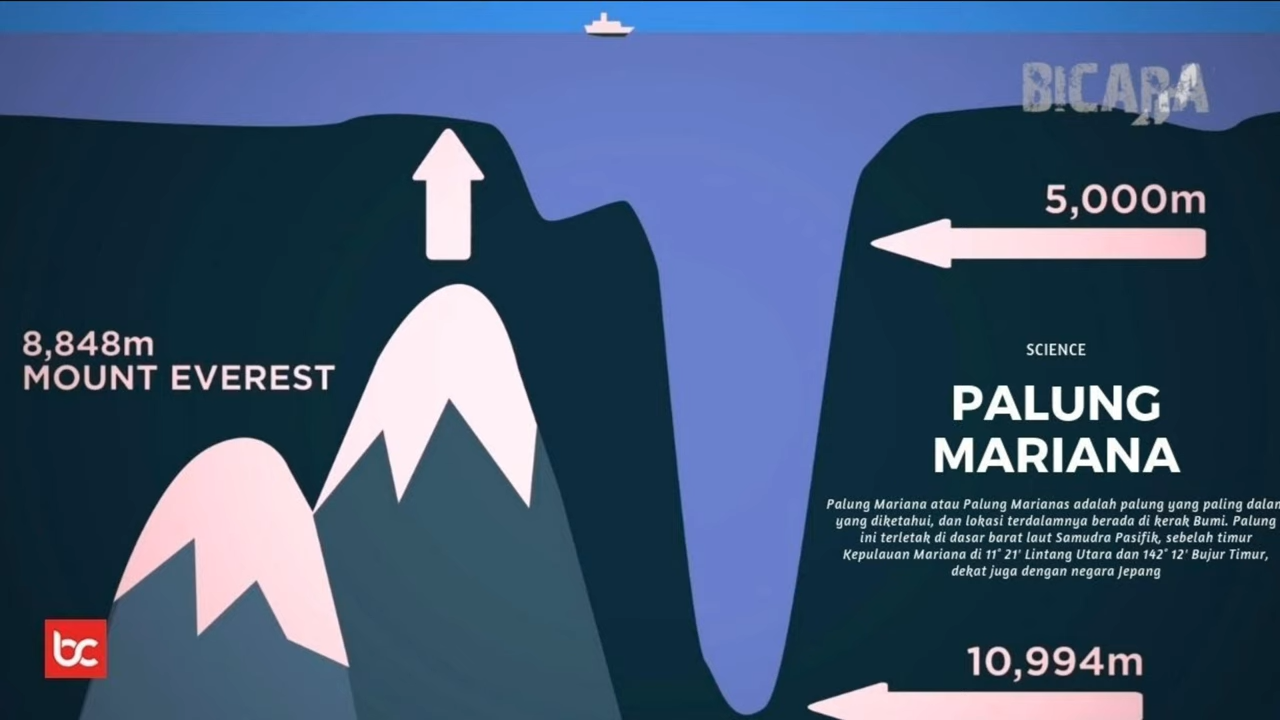 BICARA
5,000m
8,848m
MOUNT EVEREST
SCIENCE
PALUNG
MARIANA
Palung Mariana atau Palung Marianas adalah palung yang paling dalan
yang diketahui, dan lokasi terdalamnya berada di kerak Bumi. Palung
ini terletak di dasar barat laut Samudra Pasifik, sebelah timur
Kepulauan Mariana di 11° 21' Lintang Utara dan 142° 12' Bujur Timur,
dekat juga dengan negara Jepang
bc
10,994m